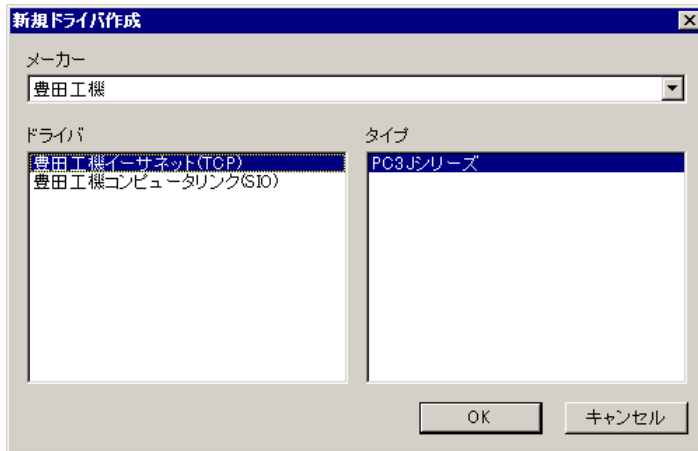 新規ドライバ作成
メーカー
豊田工機
ドライバ
豊田工機イーサネット(TCP)
豊田工機コンピュータリンク(SIO)
タイプ
PC3Jシリーズ
OK
キャンセル